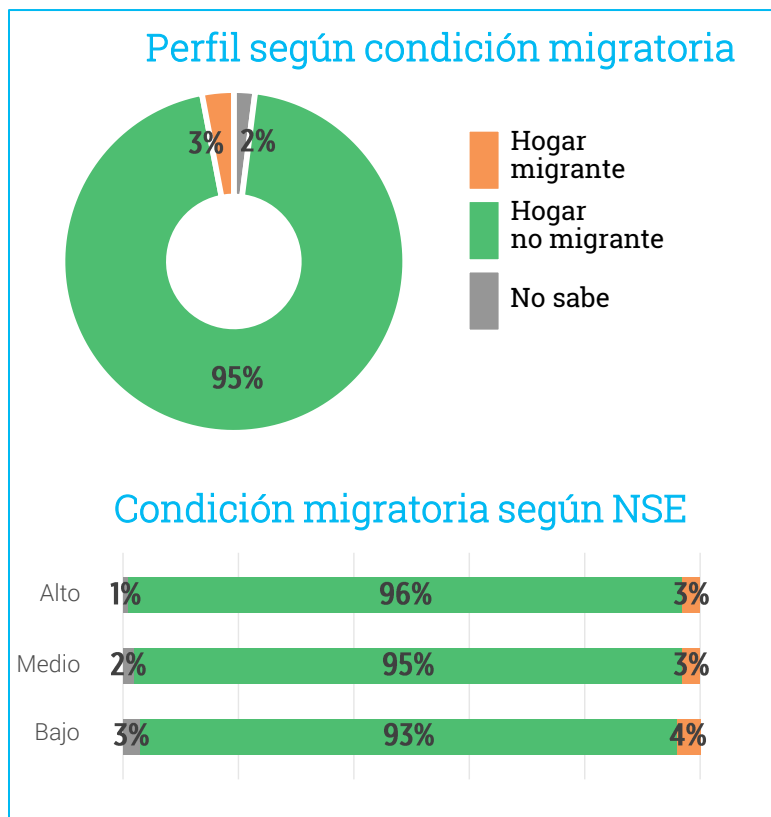 Perfil según condición migratoria
3%
2%
95%
Hogar
migrante
Hogar
no migrante
No sabe
Condición migratoria según NSE
Alto 1% 96% 3%
Medio 2% 95% 3%
Bajo 3% 93% 4%